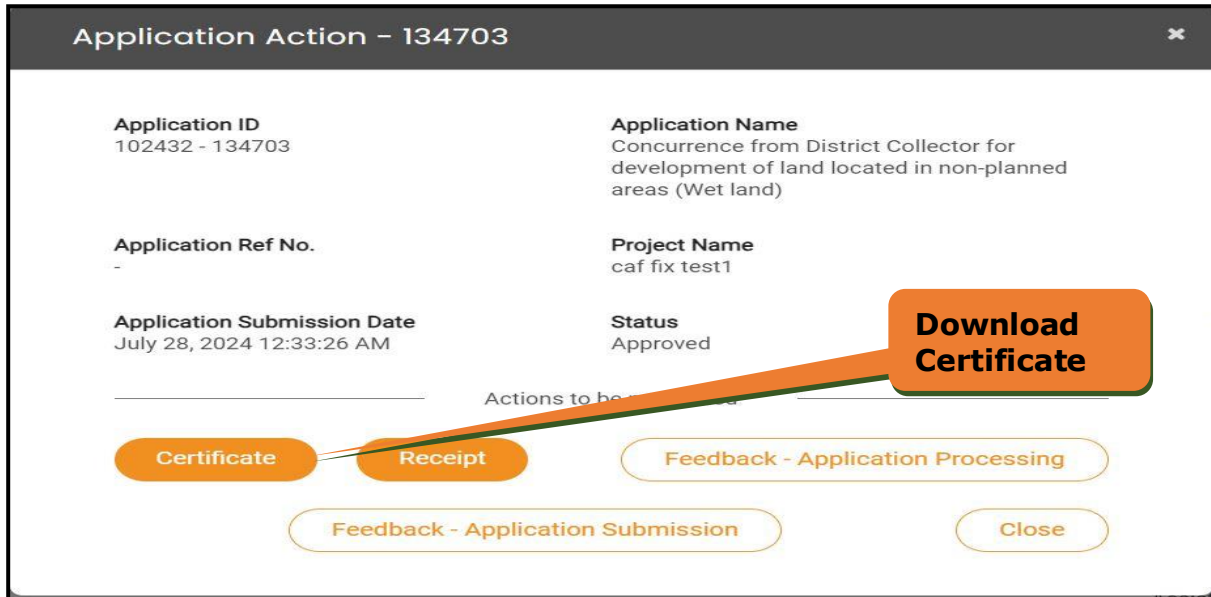 Application Action - 134703
Application ID
102432 - 134703
Application Name
Concurrence from District Collector for
development of land located in non-planned
areas (Wet land)
Application Ref No.
-
Project Name
caf fix test1
Application Submission Date
July 28, 2024 12:33:26 AM
Status
Approved
Download
Certificate
Actions to be
Certificate
Receipt
Feedback - Application Processing
Feedback - Application Submission
Close